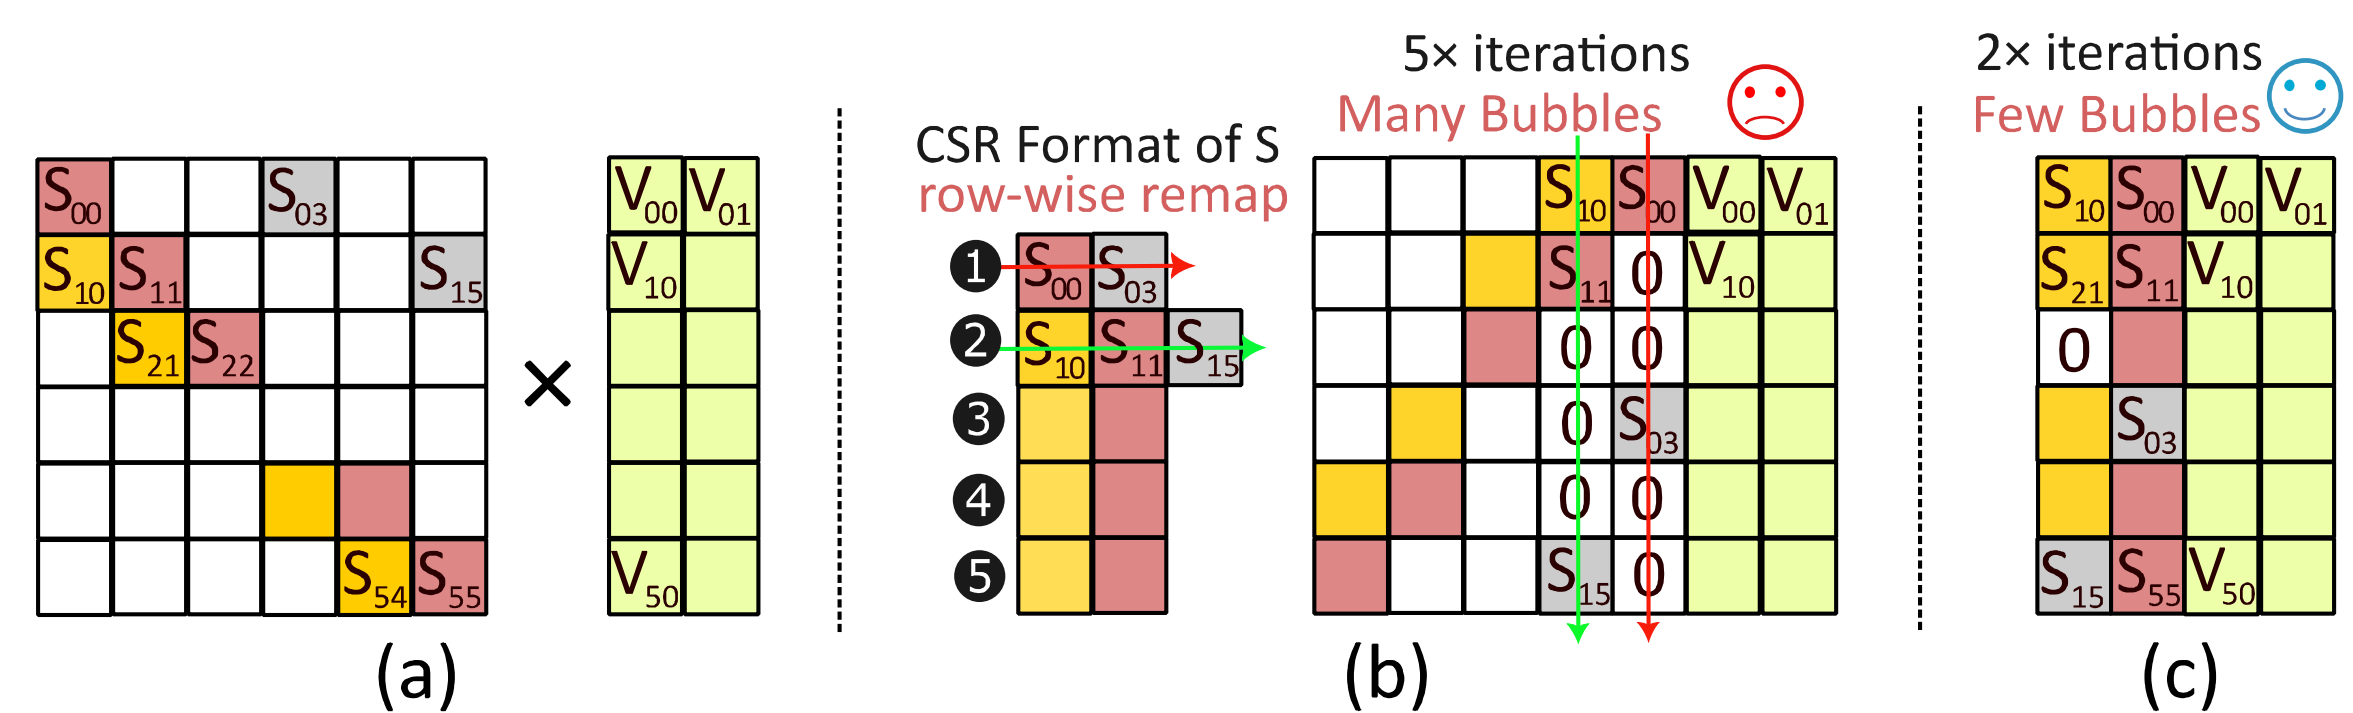 S00 S03
S10 S11 S15
S21 S22
S54 S55
×
V00 V01
V10
V50
(a)
CSR Format of S
row-wise remap
1 S00 S03
2 S10 S11 S15
3
4
5
5× iterations
Many Bubbles
S10 S00 V00 V01
S11 0 V10
0 0
0 S03
0 0
S15 0
(b)
2× iterations
Few Bubbles
S10 S00 V00 V01
S21 S11 V10
0
S03
S15 S55 V50
(c)